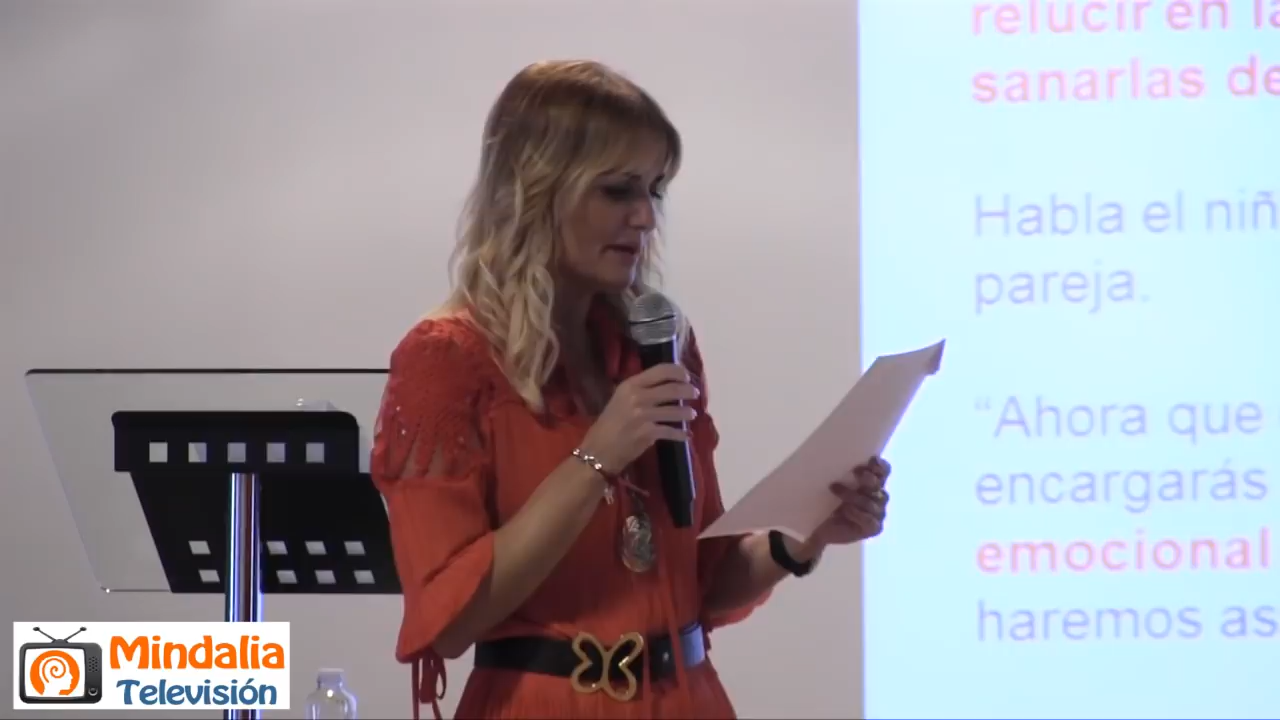 relucir en la
sanarlas de
Habla el niñ
pareja.
“Ahora que
encargarás
emocional
haremos as
Mindalia
Televisión